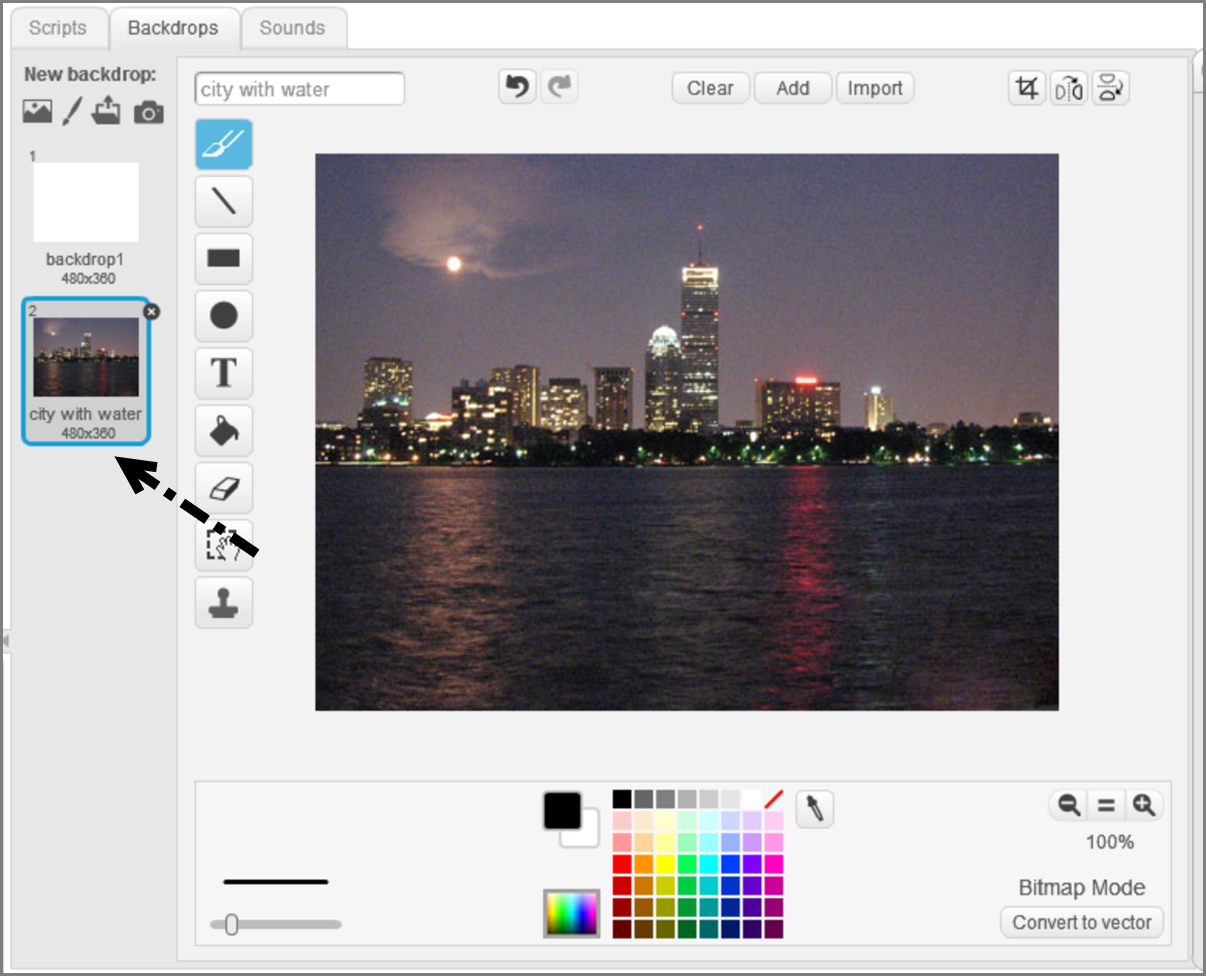 Scripts Backdrops Sounds
New backdrop:
city with water
Clear Add Import
1
backdrop1
480x360
2
city with water
480x360
T
100%
Bitmap Mode
Convert to vector